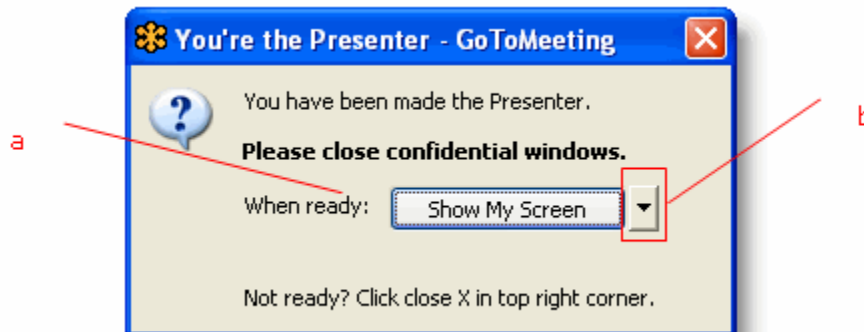 You're the Presenter - GoToMeeting
You have been made the Presenter.
a
b
Please close confidential windows.
When ready: Show My Screen
Not ready? Click close X in top right corner.